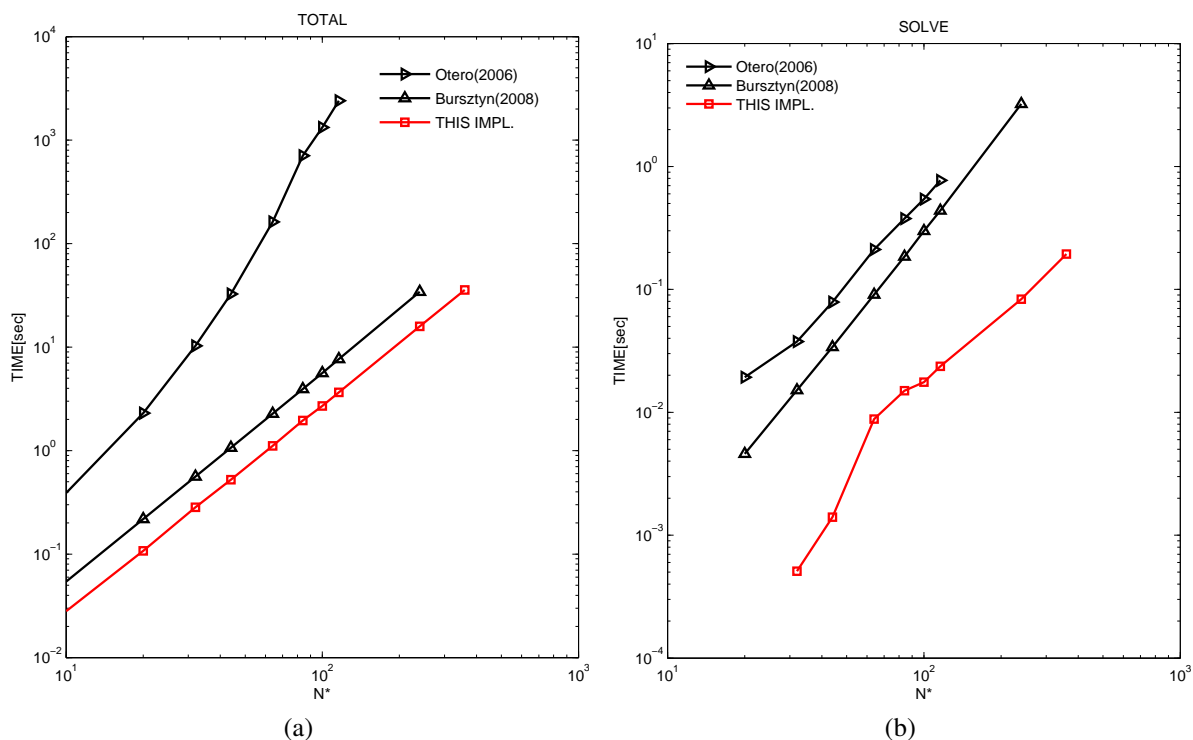 TOTAL
10^4
10^3
10^2
10^1
10^0
10^-1
10^-2
TIME[sec]
Otero(2006)
Bursztyn(2008)
THIS IMPL.
10^1
10^2
10^3
N*
(a)
SOLVE
10^1
10^0
10^-1
10^-2
10^-3
10^-4
TIME[sec]
Otero(2006)
Bursztyn(2008)
THIS IMPL.
10^1
10^2
10^3
N*
(b)